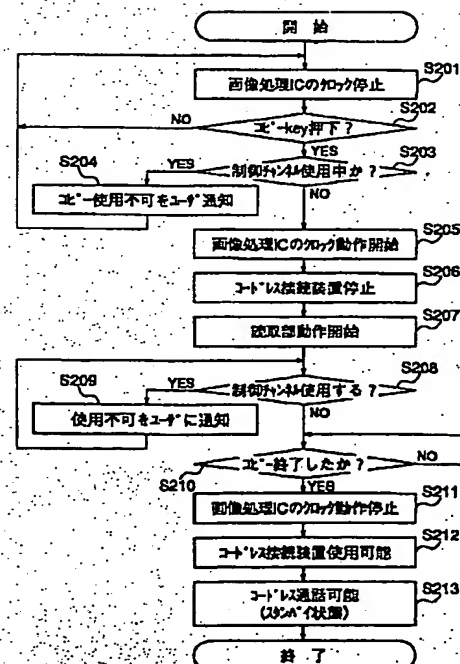 開 始
S201
画像処理ICのクロック停止
S202
コピーkey押下?
NO
YES
S203
制御チャンネル使用中か?
YES
NO
S204
コピー使用不可をユーザ通知
S205
画像処理ICのクロック動作開始
S206
コードレス接続装置停止
S207
読取部動作開始
S208
制御チャンネル使用する?
YES
NO
S209
使用不可をユーザに通知
S210
コピー終了したか?
NO
YES
S211
画像処理ICのクロック動作停止
S212
コードレス接続装置使用可能
S213
コードレス通話可能
(スタンバイ状態)
終 了